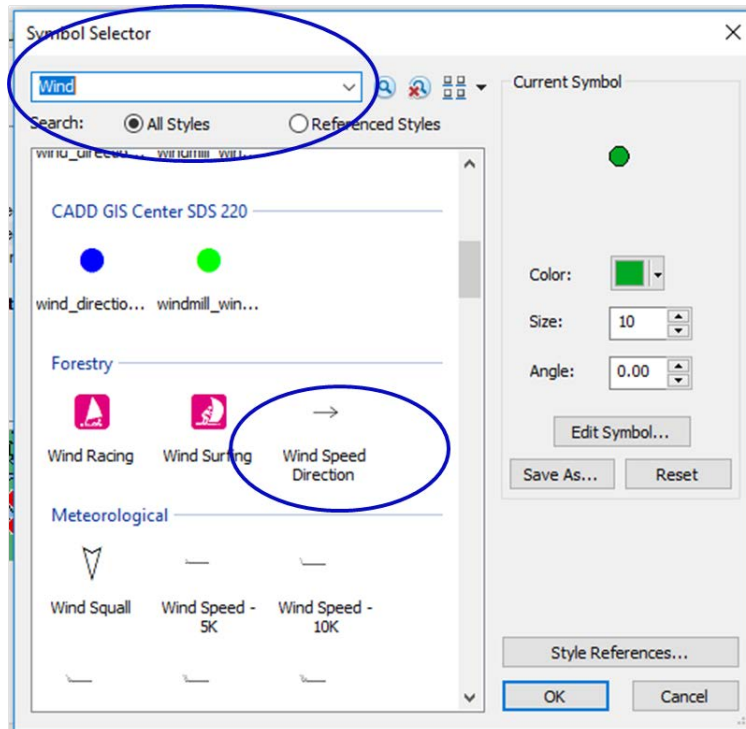 Symbol Selector
Wind
Search: All Styles Referenced Styles
wind_directio... windmill_win...
CADD GIS Center SDS 220
wind_directio... windmill_win...
Forestry
Wind Racing Wind Surfing Wind Speed
Direction
Meteorological
Wind Squall Wind Speed - Wind Speed -
5K 10K
Current Symbol
Color:
Size: 10
Angle: 0.00
Edit Symbol...
Save As... Reset
Style References...
OK Cancel